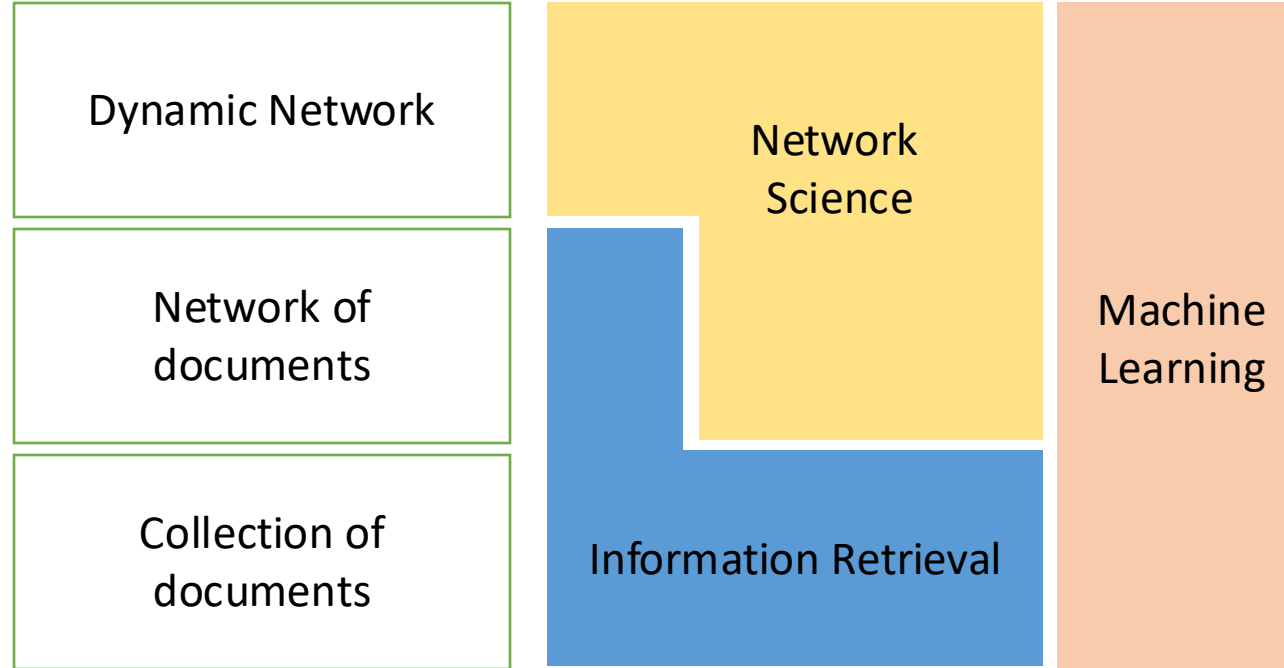 Dynamic Network
Network of
documents
Collection of
documents
Network
Science
Information Retrieval
Machine
Learning